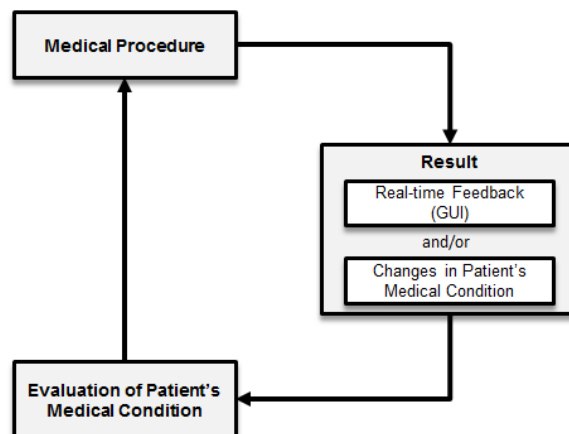 Medical Procedure
Result
Real-time Feedback
(GUI)
and/or
Changes in Patient's
Medical Condition
Evaluation of Patient's
Medical Condition